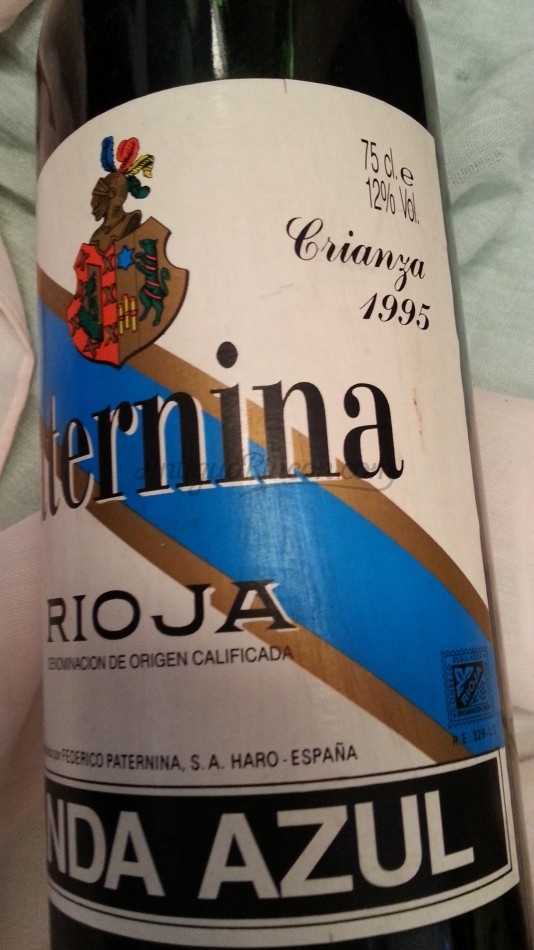 75 cl. e
12% Vol.
Crianza
1995
ternina
RIOJA
DENOMINACION DE ORIGEN CALIFICADA
FEDERICO PATERNINA, S. A. HARO - ESPAÑA
NDA AZUL